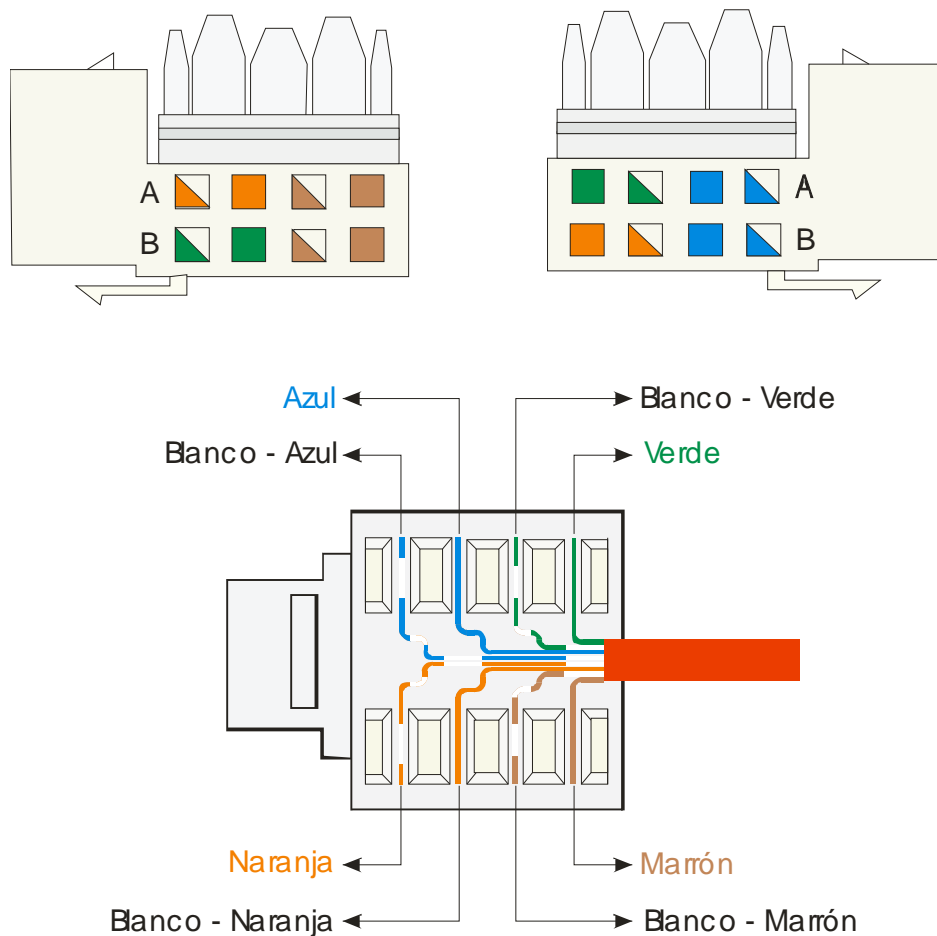 A
B
A
B
Azul
Blanco - Verde
Blanco - Azul
Verde
Naranja
Marrón
Blanco - Naranja
Blanco - Marrón